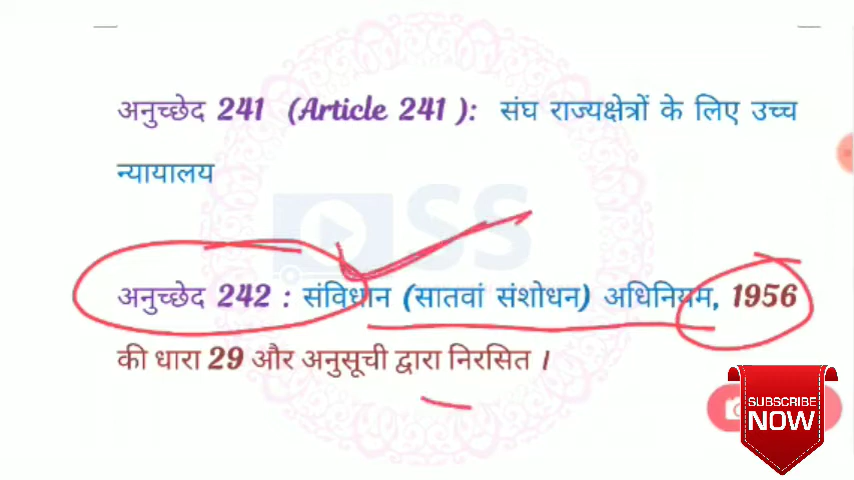 अनुच्छेद 241 (Article 241 ): संघ राज्यक्षेत्रों के लिए उच्च
न्यायालय
SS
अनुच्छेद 242 : संविधान (सातवां संशोधन) अधिनियम, 1956
की धारा 29 और अनुसूची द्वारा निरसित ।
SUBSCRIBE
NOW